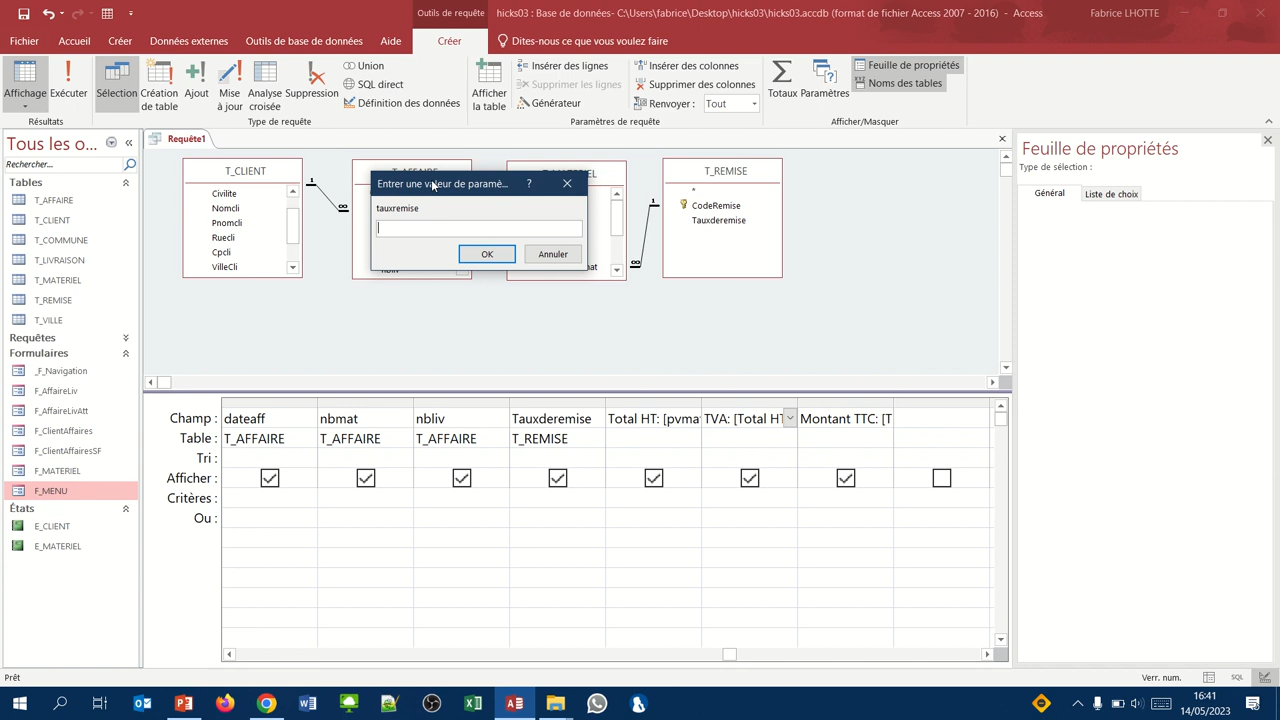 Outils de requête
hicks03 : Base de données- C:\Users\fabrice\Desktop\hicks03\hicks03.accdb (format de fichier Access 2007 - 2016) - Access
Fabrice LHOTTE
Fichier
Accueil
Créer
Données externes
Outils de base de données
Aide
Créer
Dites-nous ce que vous voulez faire
Affichage
Exécuter
Résultats
Sélection
Création de table
Ajout
Mise à jour
Analyse croisée
Suppression
Union
SQL direct
Définition des données
Type de requête
Afficher la table
Insérer des lignes
Supprimer les lignes
Générateur
Insérer des colonnes
Supprimer des colonnes
Renvoyer : Tout
Paramètres de requête
Totaux
Paramètres
Feuille de propriétés
Noms des tables
Afficher/Masquer
Tous les o...
Rechercher...
Tables
T_AFFAIRE
T_CLIENT
T_COMMUNE
T_LIVRAISON
T_MATERIEL
T_REMISE
T_VILLE
Requêtes
Formulaires
_F_Navigation
F_AffaireLiv
F_AffaireLivAtt
F_ClientAffaires
F_ClientAffairesSF
F_MATERIEL
F_MENU
États
E_CLIENT
E_MATERIEL
Requête1
T_CLIENT
Civilite
Nomcli
Pnomcli
Ruecli
Cpcli
VilleCli
T_REMISE
*
CodeRemise
Tauxderemise
Entrer une valeur de paramè...
?
tauxremise
OK
Annuler
Champ : dateaff nbmat nbliv Tauxderemise Total HT: [pvma TVA: [Total HT Montant TTC: [T
Table : T_AFFAIRE T_AFFAIRE T_AFFAIRE T_REMISE
Tri :
Afficher :
Critères :
Ou :
Feuille de propriétés
Type de sélection :
Général
Liste de choix
Prêt
Verr. num.
SQL
16:41
14/05/2023